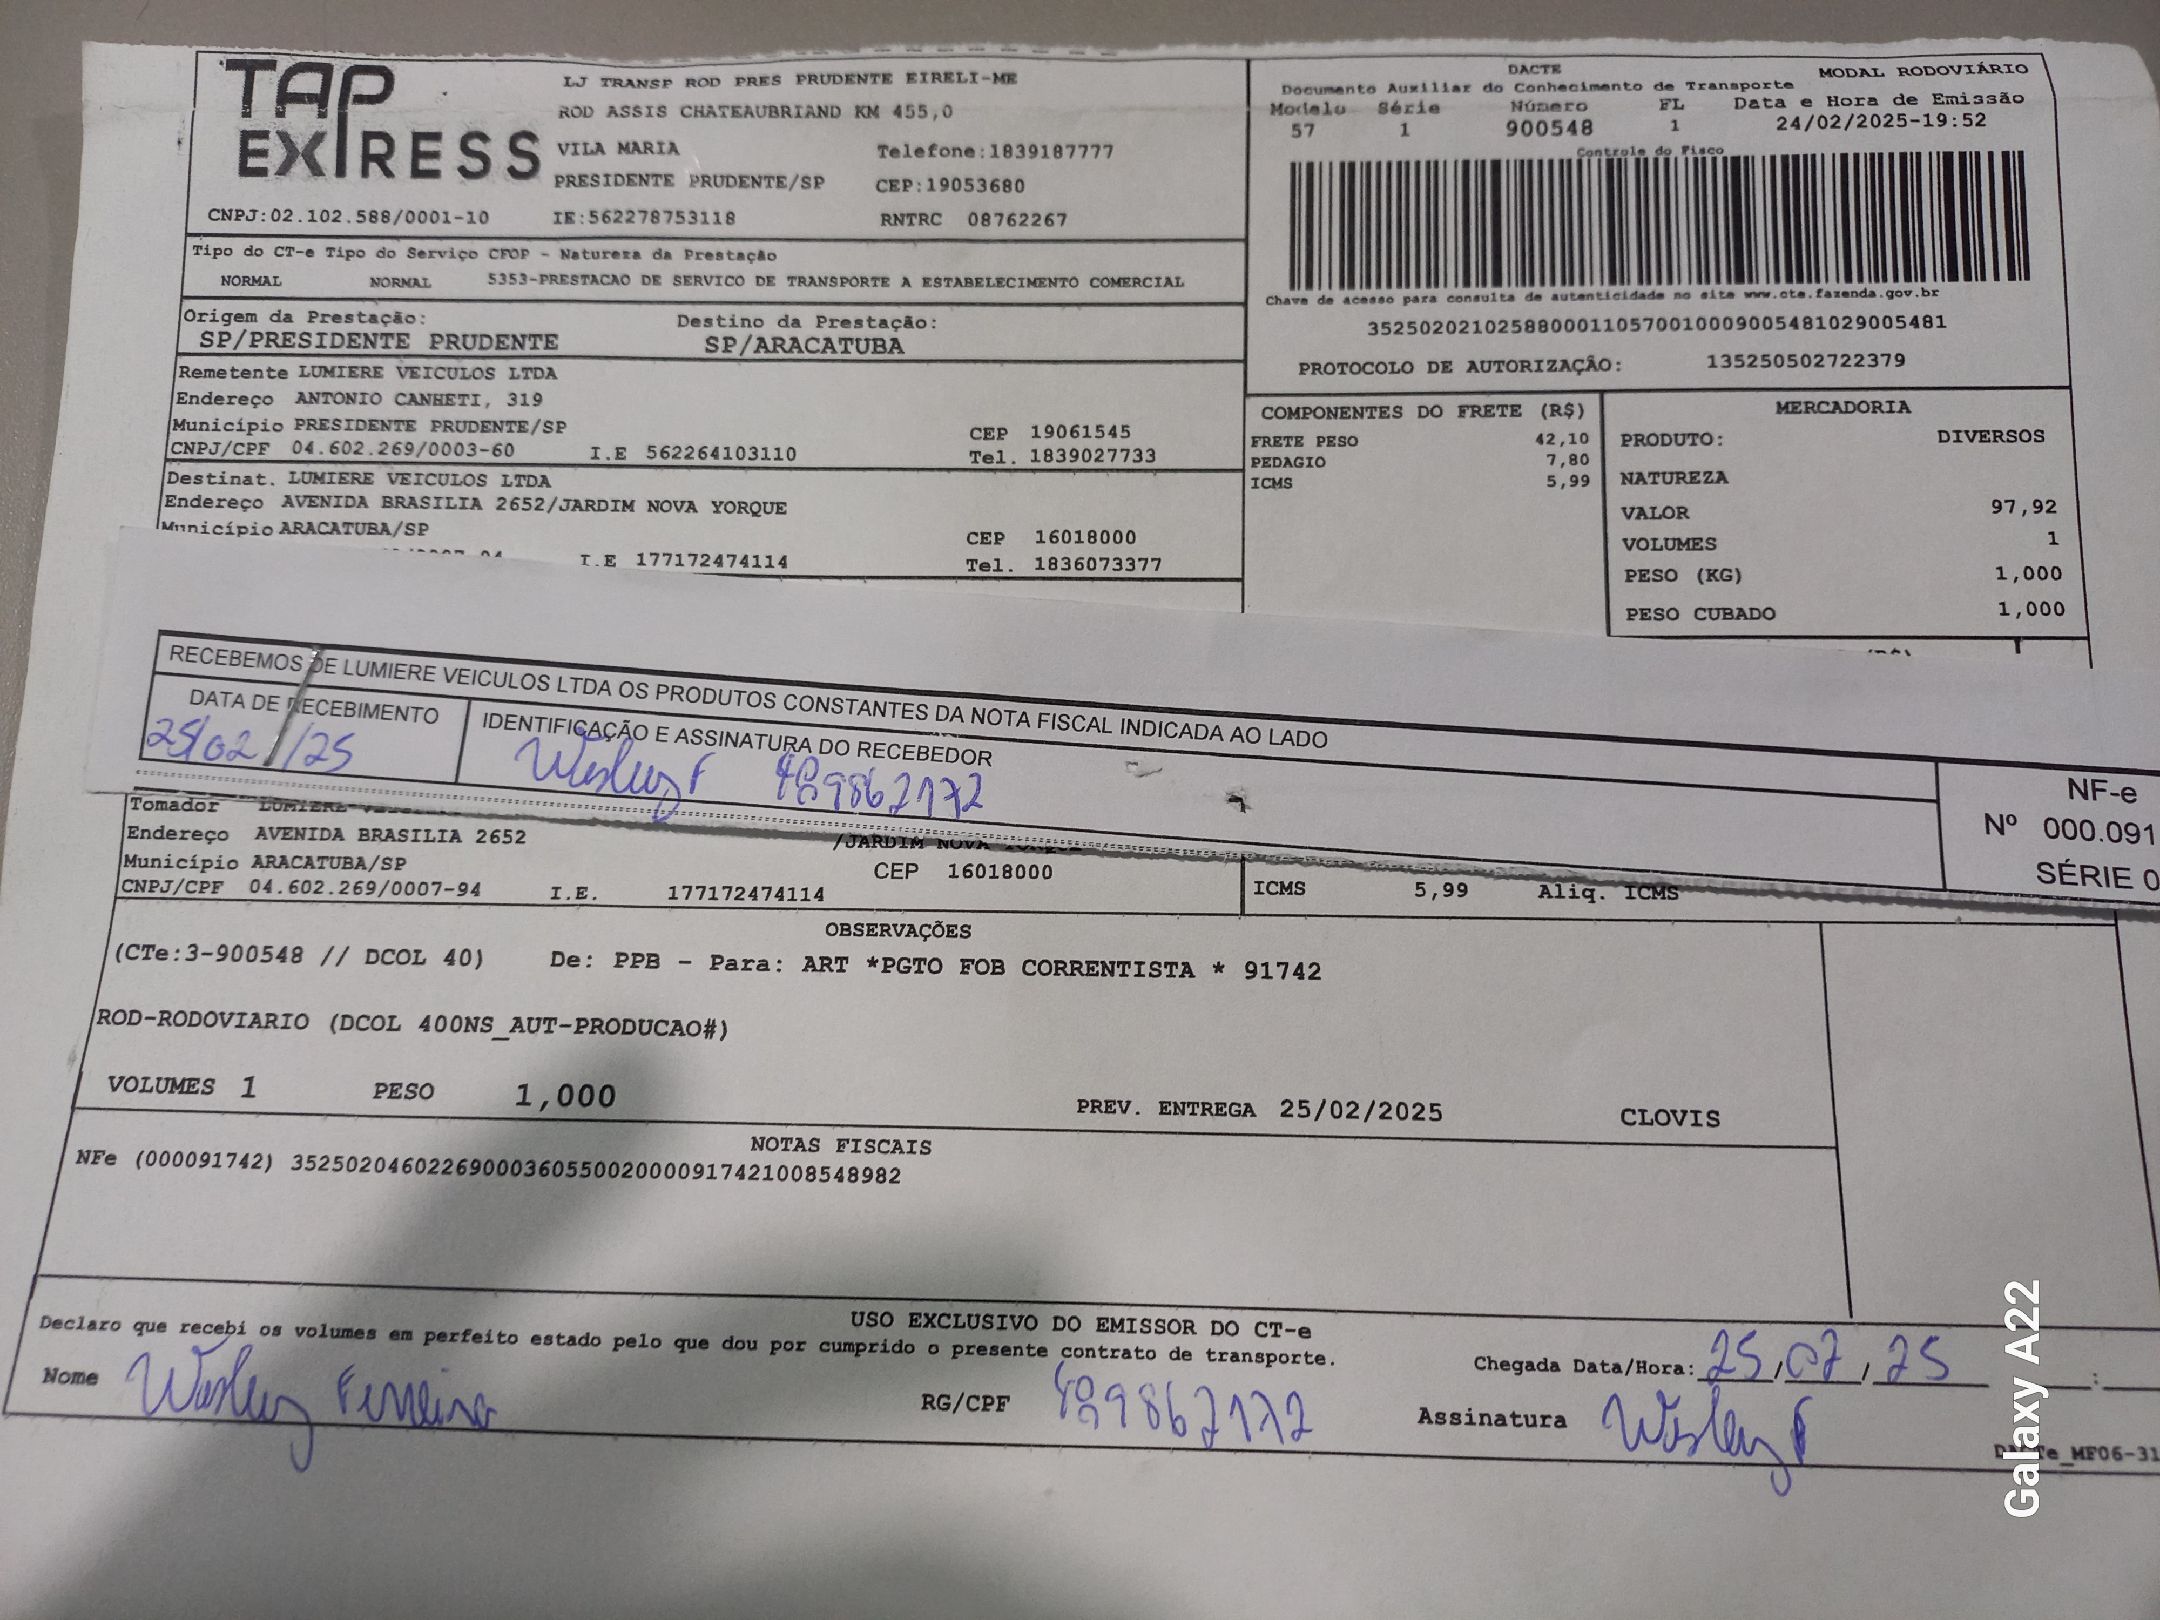 TAP EXPRESS
LJ TRANSP ROD PRES PRUDENTE EIRELI-ME
ROD ASSIS CHATEAUBRIAND KM 455,0
VILA MARIA Telefone:1839187777
PRESIDENTE PRUDENTE/SP CEP:19053680
CNPJ:02.102.588/0001-10 IE:562278753118 RNTRC 08762267
DACTE MODAL RODOVIÁRIO
Documento Auxiliar do Conhecimento de Transporte
Modelo Série Número FL Data e Hora de Emissão
57 1 900548 1 24/02/2025-19:52
Controle do Fisco
Chave de acesso para consulta de autenticidade no site www.cte.fazenda.gov.br
35250202102588000110570010009005481029005481
PROTOCOLO DE AUTORIZAÇÃO: 135250502722379
Tipo do CT-e Tipo do Serviço CFOP - Natureza da Prestação
NORMAL NORMAL 5353-PRESTACAO DE SERVICO DE TRANSPORTE A ESTABELECIMENTO COMERCIAL
Origem da Prestação: Destino da Prestação:
SP/PRESIDENTE PRUDENTE SP/ARACATUBA
Remetente LUMIERE VEICULOS LTDA
Endereço ANTONIO CANHETI, 319
Município PRESIDENTE PRUDENTE/SP CEP 19061545
CNPJ/CPF 04.602.269/0003-60 I.E 562264103110 Tel. 1839027733
Destinat. LUMIERE VEICULOS LTDA
Endereço AVENIDA BRASILIA 2652/JARDIM NOVA YORQUE
Município ARACATUBA/SP CEP 16018000
I.E 177172474114 Tel. 1836073377
COMPONENTES DO FRETE (R$)
FRETE PESO 42,10
PEDAGIO 7,80
ICMS 5,99
MERCADORIA
PRODUTO: DIVERSOS
NATUREZA
VALOR 97,92
VOLUMES 1
PESO (KG) 1,000
PESO CUBADO 1,000
RECEBEMOS DE LUMIERE VEICULOS LTDA OS PRODUTOS CONSTANTES DA NOTA FISCAL INDICADA AO LADO
DATA DE RECEBIMENTO IDENTIFICAÇÃO E ASSINATURA DO RECEBEDOR
25/02/25 Wesley F 489862172
NF-e
Nº 000.091
SÉRIE 0
Tomador LUMIERE
Endereço AVENIDA BRASILIA 2652 /JARDIM NOVA YORQUE
Município ARACATUBA/SP CEP 16018000
CNPJ/CPF 04.602.269/0007-94 I.E. 177172474114
ICMS 5,99 Aliq. ICMS
OBSERVAÇÕES
(CTe:3-900548 // DCOL 40) De: PPB - Para: ART *PGTO FOB CORRENTISTA * 91742
ROD-RODOVIARIO (DCOL 400NS_AUT-PRODUCAO#)
VOLUMES 1 PESO 1,000 PREV. ENTREGA 25/02/2025 CLOVIS
NOTAS FISCAIS
NFe (000091742) 35250204602269000360550020000917421008548982
USO EXCLUSIVO DO EMISSOR DO CT-e
Declaro que recebi os volumes em perfeito estado pelo que dou por cumprido o presente contrato de transporte.
Nome Wesley Ferreira RG/CPF 489862172
Chegada Data/Hora: 25/02/25 :
Assinatura Wesley F
MF06-31
Galaxy A22